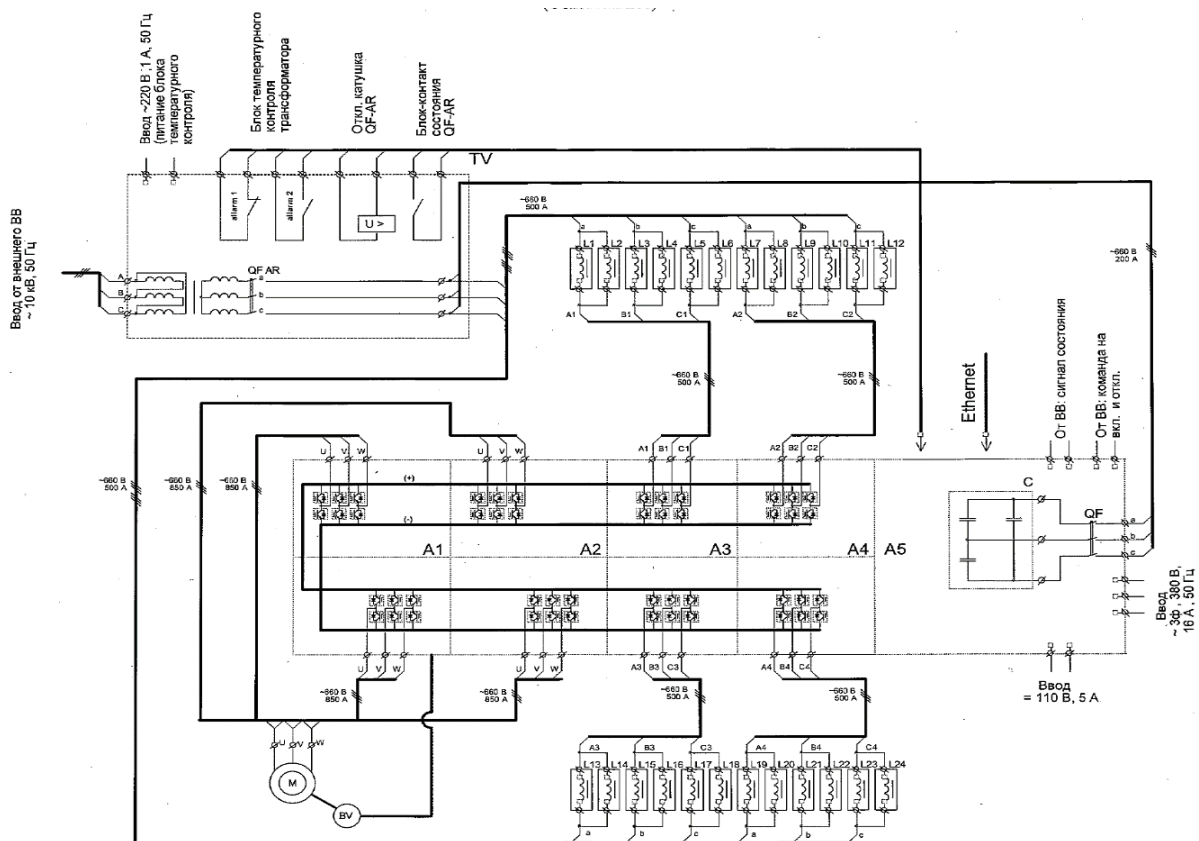 Ввод ~220 В ;1 А, 50 Гц
(питание блока
температурного
контроля)
Блок температурного
контроля
трансформатора
Откл. катушка
QF-AR
Блок-контакт
состояния
QF-AR
TV
Ввод от внешнего ВВ
~ 10 кВ, 50 Гц
allarm 1
allarm 2
U >
QF AR
A
B
C
a
b
c
~660 В
500 А
a
b
c
a
b
c
L1
L2
L3
L4
L5
L6
L7
L8
L9
L10
L11
L12
A1
B1
C1
A2
B2
C2
~660 В
200 А
~660 В
500 А
~660 В
500 А
Ethernet
От ВВ: сигнал состояния
От ВВ: команда на
вкл. и откл.
~660 В
500 А
~660 В
850 А
~660 В
850 А
U
V
W
U
V
W
A1
B1
C1
A2
B2
C2
(+)
(-)
A1
A2
A3
A4
A5
C
QF
a
b
c
Ввод
~ 3ф , 380 В,
16 А , 50 Гц
Ввод
= 110 В, 5 А
U
V
W
U
V
W
A3
B3
C3
A4
B4
C4
~660 В
850 А
~660 В
850 А
~660 В
500 А
~660 В
500 А
U
V
W
M
BV
A3
B3
C3
A4
B4
C4
L13
L14
L15
L16
L17
L18
L19
L20
L21
L22
L23
L24
a
b
c
a
b
c